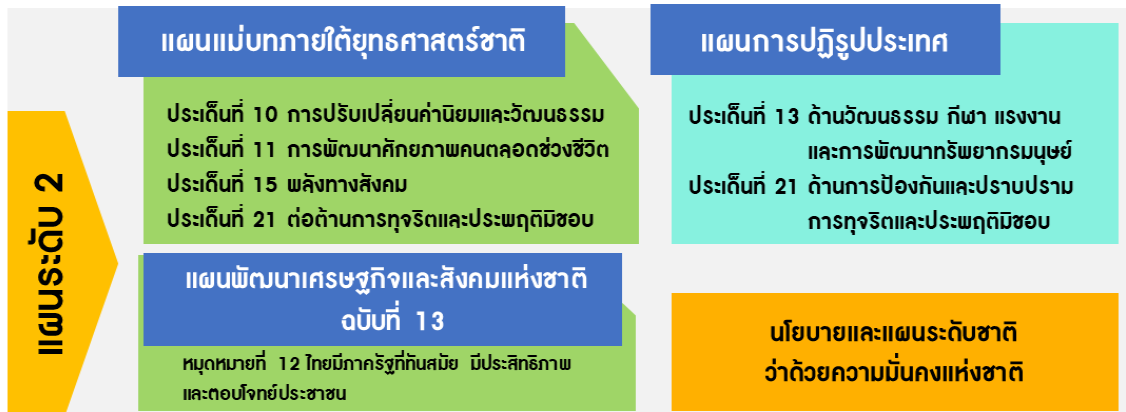 แผนระดับ 2
แผนแม่บทภายใต้ยุทธศาสตร์ชาติ
ประเด็นที่ 10 การปรับเปลี่ยนค่านิยมและวัฒนธรรม
ประเด็นที่ 11 การพัฒนาศักยภาพคนตลอดช่วงชีวิต
ประเด็นที่ 15 พลังทางสังคม
ประเด็นที่ 21 ต่อต้านการทุจริตและประพฤติมิชอบ
แผนการปฏิรูปประเทศ
ประเด็นที่ 13 ด้านวัฒนธรรม กีฬา แรงงาน
และการพัฒนาทรัพยากรมนุษย์
ประเด็นที่ 21 ด้านการป้องกันและปราบปราม
การทุจริตและประพฤติมิชอบ
แผนพัฒนาเศรษฐกิจและสังคมแห่งชาติ
ฉบับที่ 13
หมุดหมายที่ 12 ไทยมีภาครัฐที่ทันสมัย มีประสิทธิภาพ
และตอบโจทย์ประชาชน
นโยบายและแผนระดับชาติ
ว่าด้วยความมั่นคงแห่งชาติ